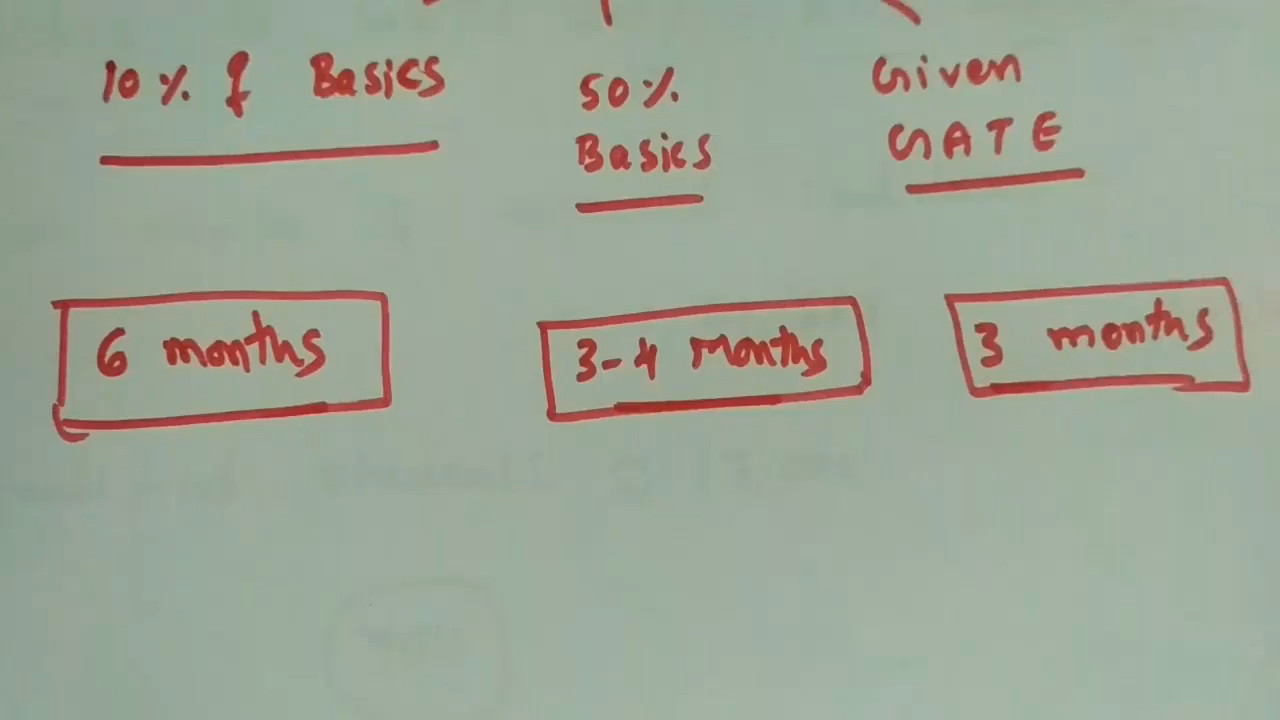 10% of Basics
50%
Basics
Given
GATE
6 months
3-4 Months
3 months